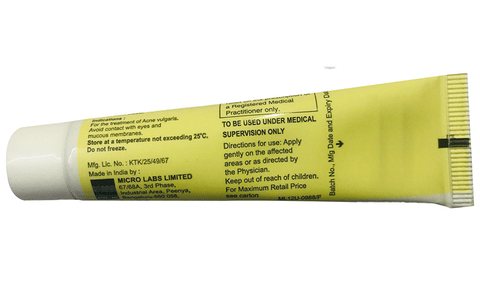 Indications :
For the treatment of Acne vulgaris.
Avoid contact with eyes and
mucous membranes.
Store at a temperature not exceeding 25°C.
Do not freeze.
Mfg. Lic. No.: KTK/25/49/67
Made in India by :
MICRO LABS LIMITED
67/68A, 3rd Phase,
Industrial Area, Peenya,
a Registered Medical
Practitioner only.
TO BE USED UNDER MEDICAL
SUPERVISION ONLY
Directions for use: Apply
gently on the affected
areas or as directed by
the Physician.
Keep out of reach of children.
For Maximum Retail Price
see carton
Batch No., Mfg Date and Expiry Da